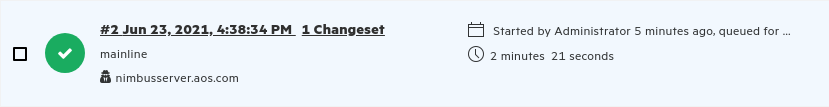 #2 Jun 23, 2021, 4:38:34 PM 1 Changeset
mainline
nimbusserver.aos.com
Started by Administrator 5 minutes ago, queued for ...
2 minutes 21 seconds